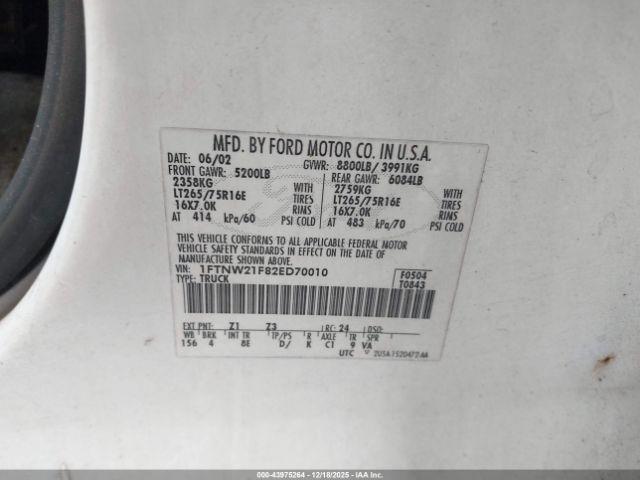 MFD. BY FORD MOTOR CO. IN U.S.A.
DATE: 06/02 GVWR: 8800LB/ 3991KG
FRONT GAWR: 5200LB REAR GAWR: 6084LB
2358KG WITH 2759KG WITH
LT265/75R16E TIRES LT265/75R16E TIRES
16X7.0K RIMS 16X7.0K RIMS
AT 414 kPa/60 PSI COLD AT 483 kPa/70 PSI COLD
THIS VEHICLE CONFORMS TO ALL APPLICABLE FEDERAL MOTOR
VEHICLE SAFETY STANDARDS IN EFFECT ON THE DATE OF
MANUFACTURE SHOWN ABOVE.
VIN: 1FTNW21F82ED70010 F0504
TYPE: TRUCK T0843
EXT PNT: Z1 Z3 RC: 24 DSO:
WB BRK INT TR TP/PS R AXLE TR SPR
156 4 8E D/ K C1 9 VA
UTC
000-43975264 - 12/18/2025 - IAAI.com